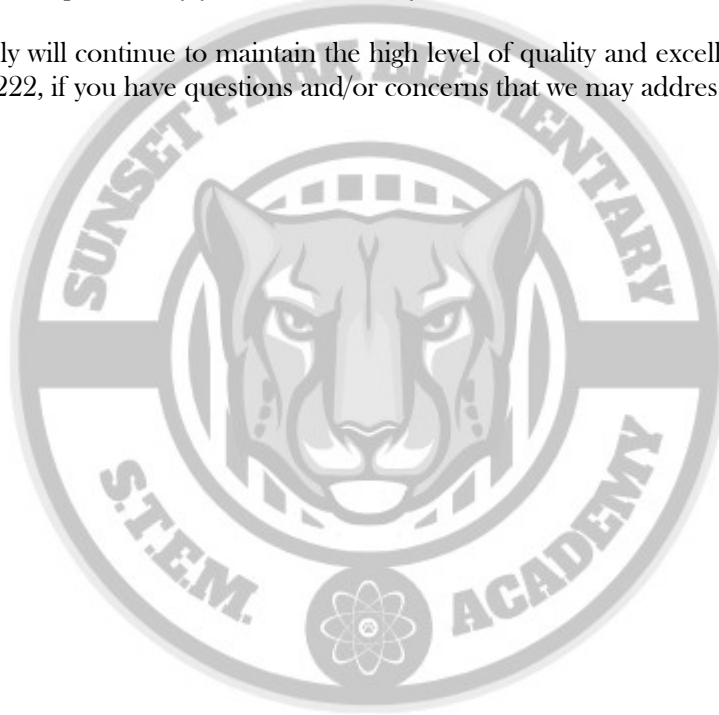 ly will continue to maintain the high level of quality and excell
222, if you have questions and/or concerns that we may addres
SUNSET PARK ELEMENTARY
S.T.E.M. ACADEMY